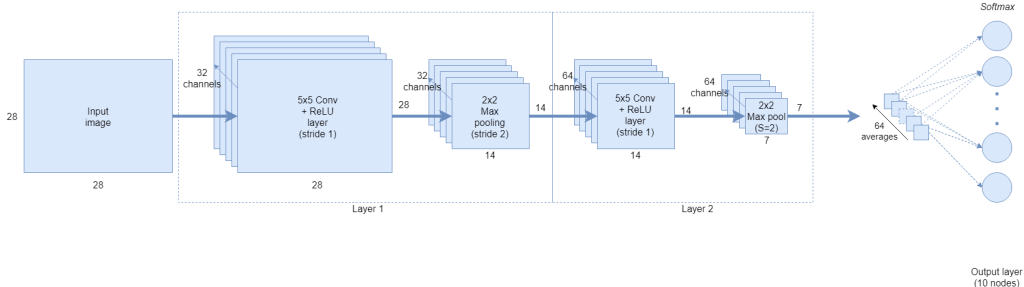 Softmax
Input
image
28
28
32
channels
5x5 Conv
+ ReLU
layer
(stride 1)
28
28
32
channels
2x2
Max
pooling
(stride 2)
14
14
Layer 1
64
channels
5x5 Conv
+ ReLU
layer
(stride 1)
14
14
64
channels
2x2
Max pool
(S=2)
7
7
Layer 2
64
averages
Output layer
(10 nodes)